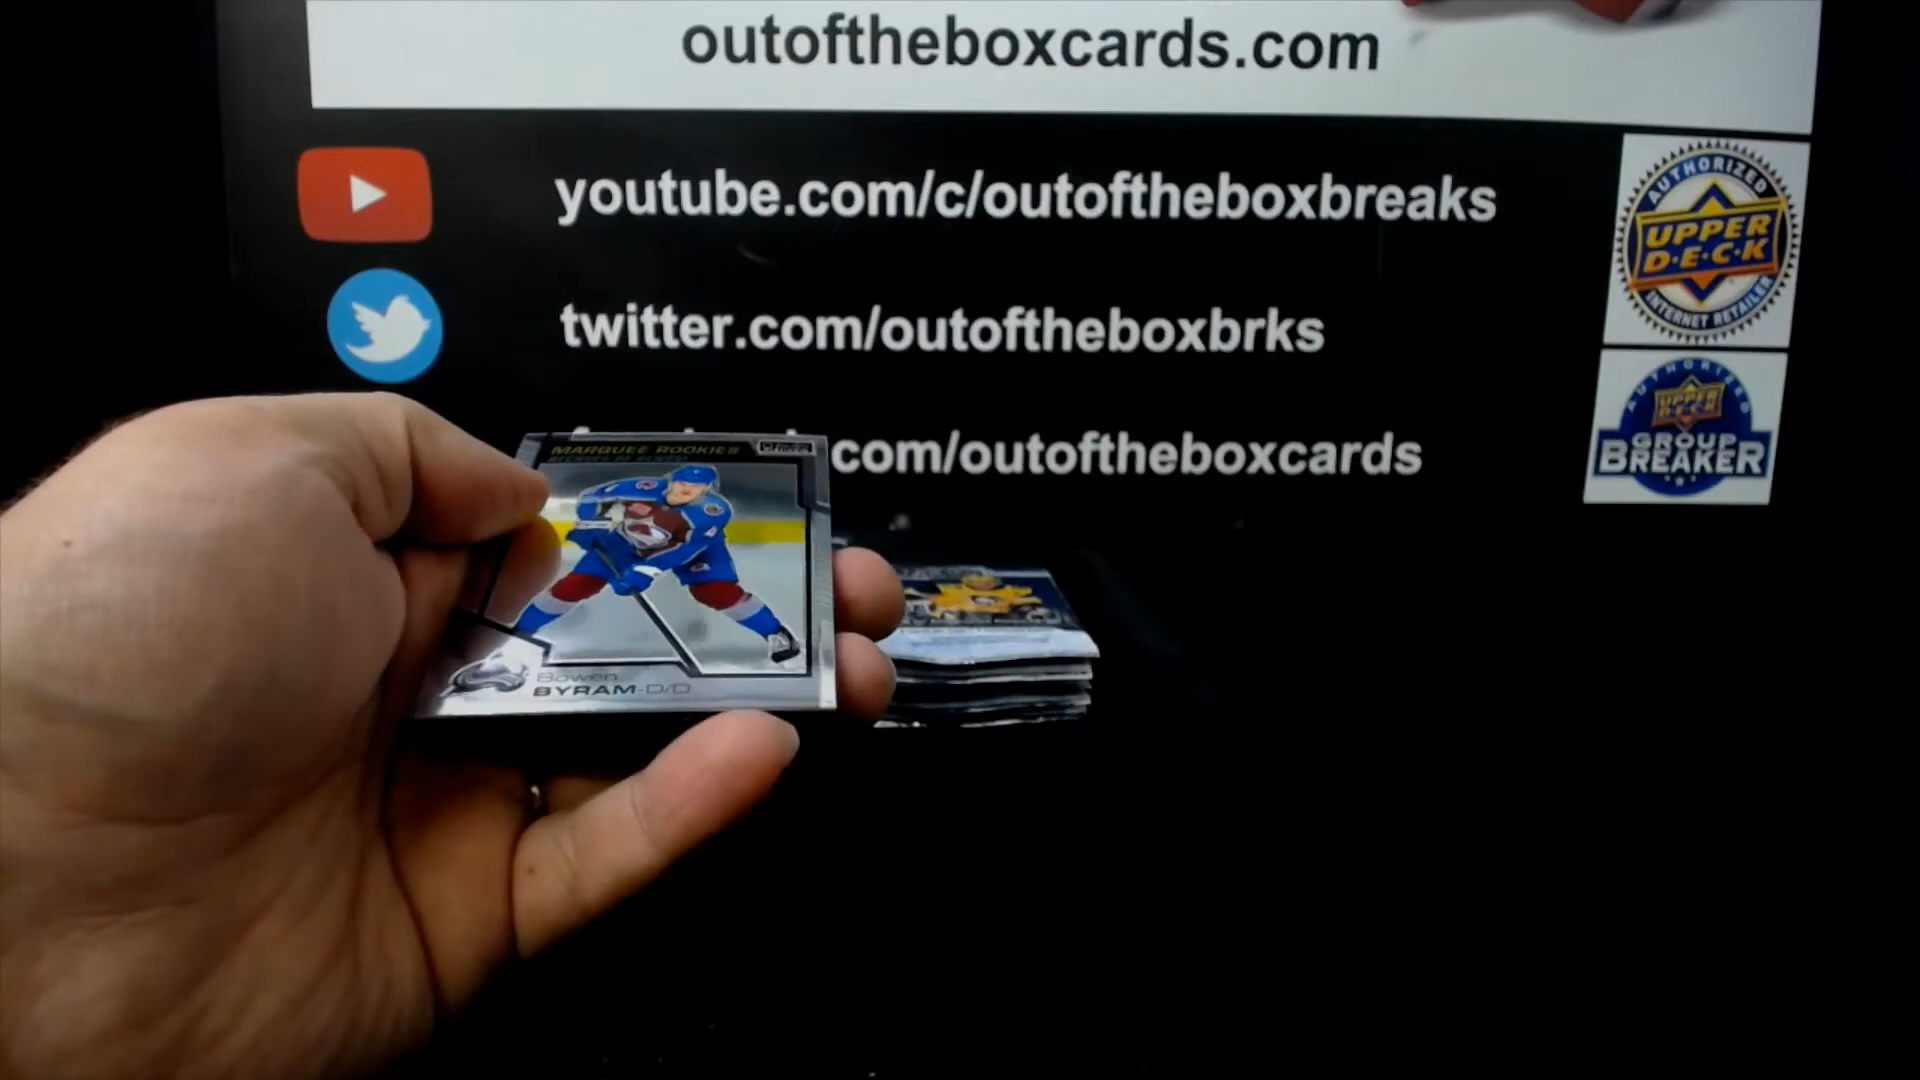 outoftheboxcards.com
youtube.com/c/outoftheboxbreaks
twitter.com/outoftheboxbrks
com/outoftheboxcards
AUTHORIZED
UPPER
D·E·C·K
INTERNET RETAILER
AUTHORIZED
UPPER
DECK
GROUP
BREAKER
MARQUEE ROOKIES
Bowen
BYRAM-D/D